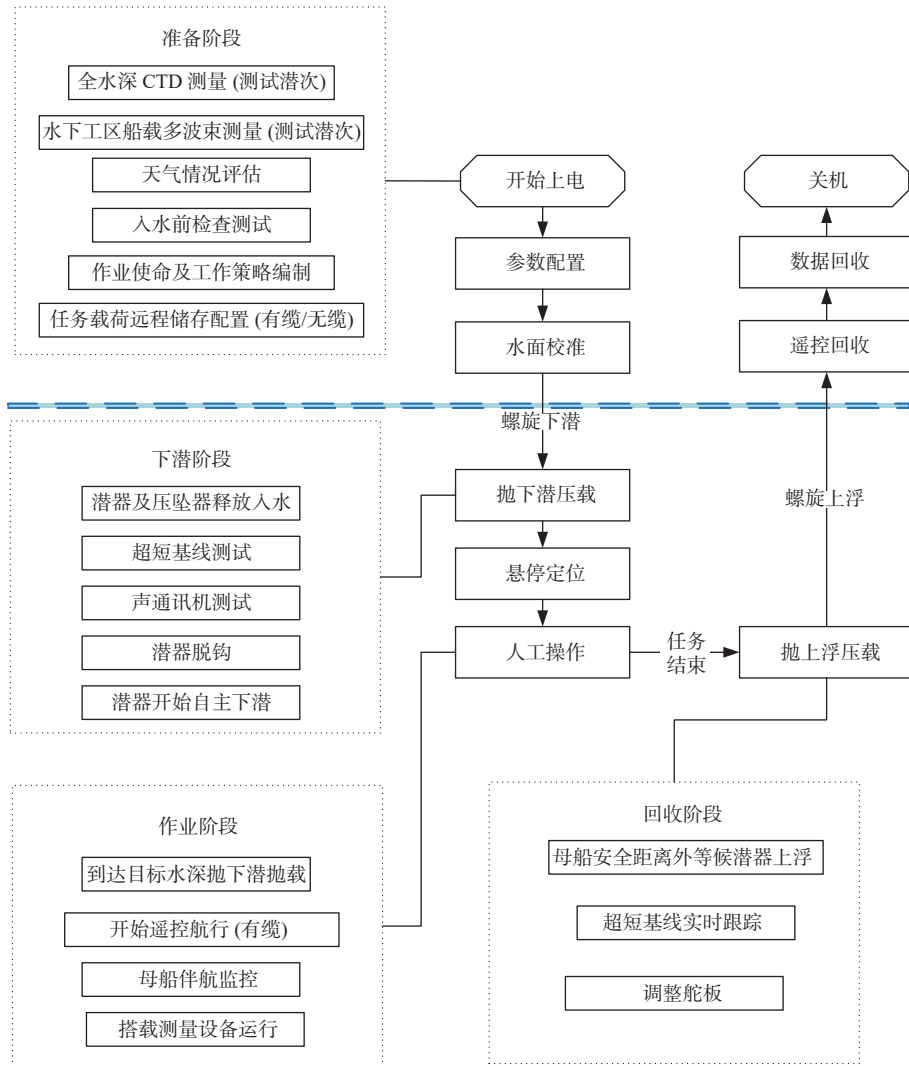 准备阶段
全水深 CTD 测量 (测试潜次)
水下工区船载多波束测量 (测试潜次)
天气情况评估
入水前检查测试
作业使命及工作策略编制
任务载荷远程储存配置 (有缆/无缆)
开始上电
参数配置
水面校准
螺旋下潜
抛下潜压载
悬停定位
人工操作
任务
结束
抛上浮压载
螺旋上浮
遥控回收
数据回收
关机
下潜阶段
潜器及压坠器释放入水
超短基线测试
声通讯机测试
潜器脱钩
潜器开始自主下潜
作业阶段
到达目标水深抛下潜抛载
开始遥控航行 (有缆)
母船伴航监控
搭载测量设备运行
回收阶段
母船安全距离外等候潜器上浮
超短基线实时跟踪
调整舵板